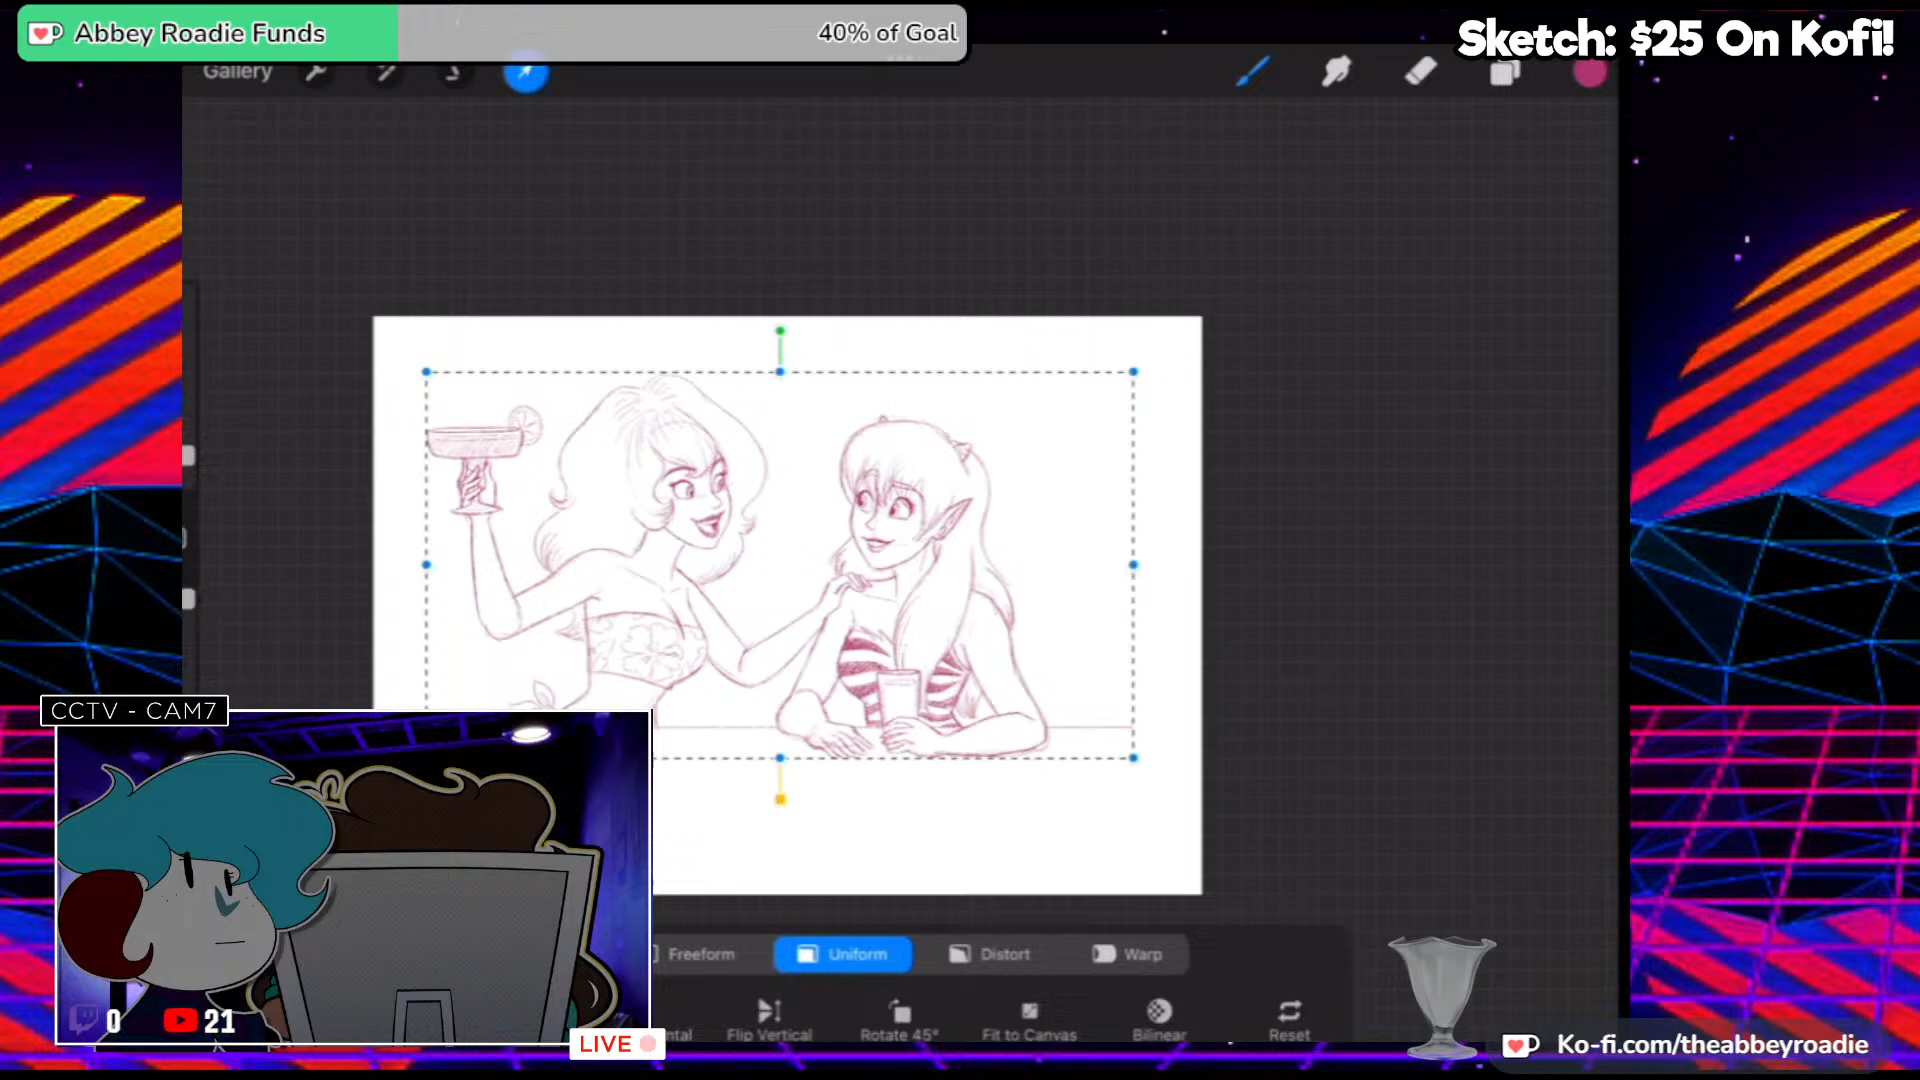 Abbey Roadie Funds
40% of Goal
Sketch: $25 On Kofi!
Gallery
CCTV - CAM7
Freeform
Uniform
Distort
Warp
ntal
Flip Vertical
Rotate 45°
Fit to Canvas
Bilinear
Reset
0
21
LIVE
Ko-fi.com/theabbeyroadie